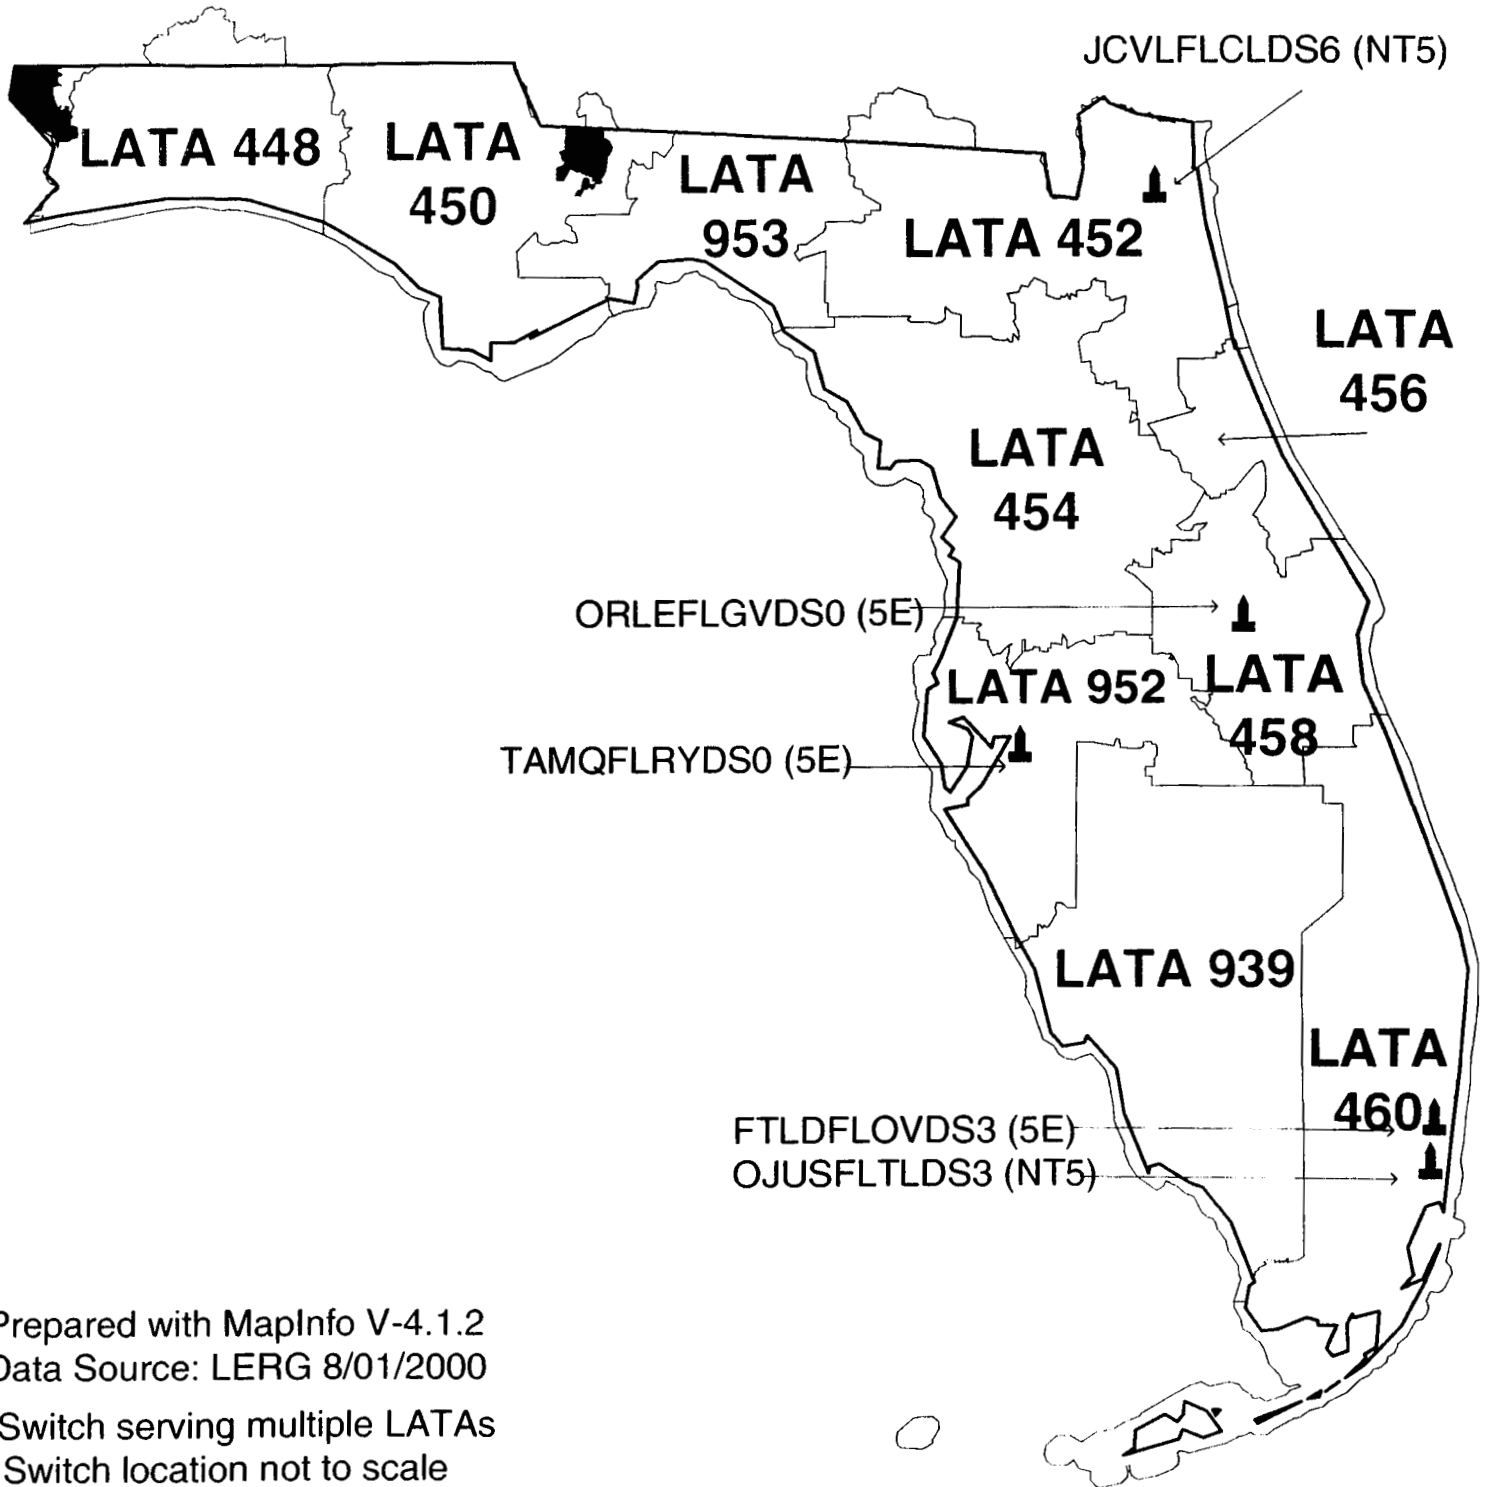 JCVLFLCLDS6 (NT5)
LATA 448
LATA
450
LATA
953
LATA 452
LATA
456
LATA
454
ORLEFLGVDS0 (5E)
LATA 952
LATA
458
TAMQFLRYDS0 (5E)
LATA 939
LATA
460
FTLDFLOVDS3 (5E)
OJUSFLTLDS3 (NT5)
Prepared with MapInfo V-4.1.2
Data Source: LERG 8/01/2000
Switch serving multiple LATAs
Switch location not to scale